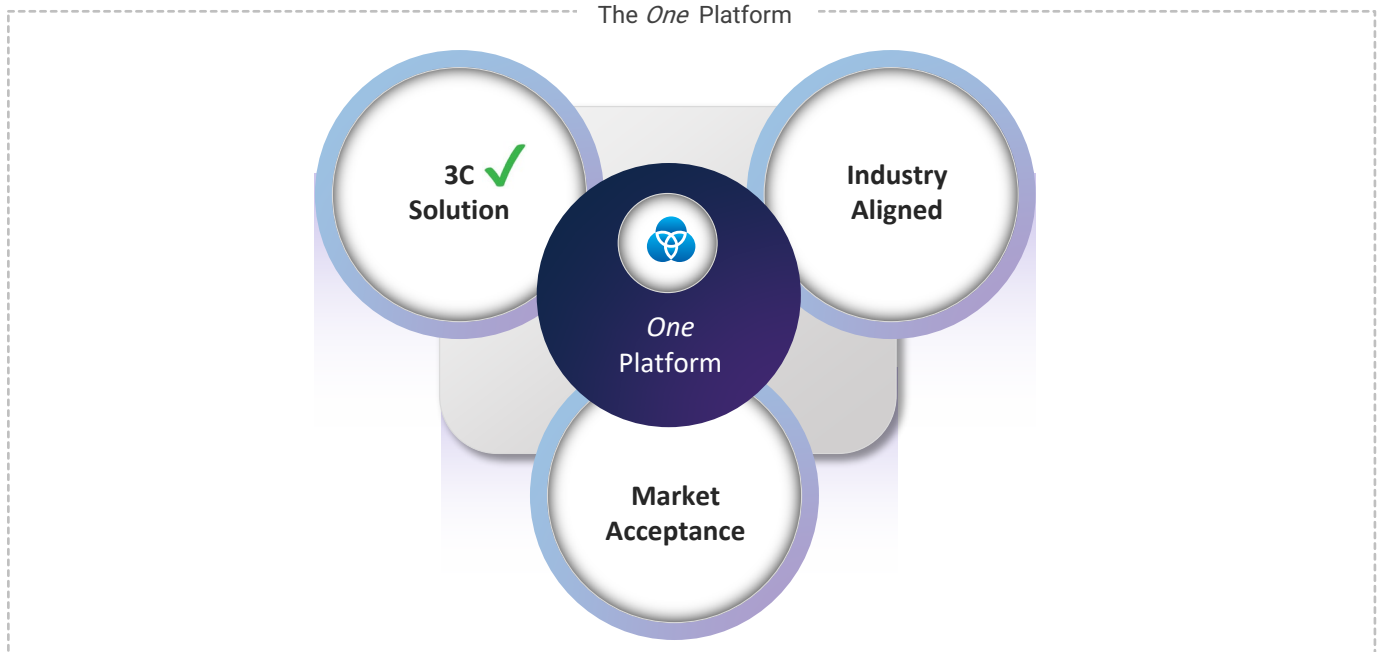 The One Platform
3C
Solution
Industry
Aligned
One
Platform
Market
Acceptance